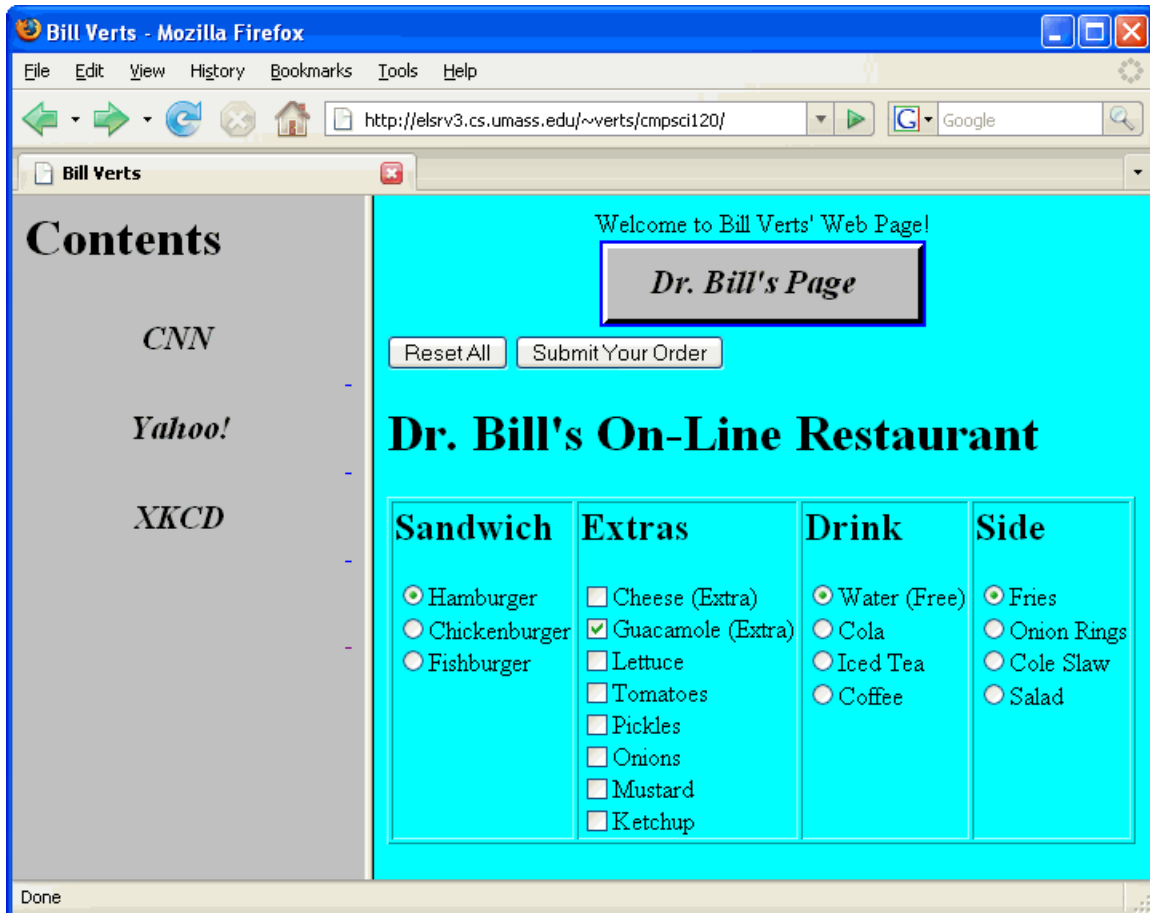 Bill Verts - Mozilla Firefox
File Edit View History Bookmarks Tools Help
http://elsrv3.cs.umass.edu/~verts/cmpsci120/
G Google
Bill Verts
Contents
CNN
Yahoo!
XKCD
Welcome to Bill Verts' Web Page!
Dr. Bill's Page
Reset All Submit Your Order
Dr. Bill's On-Line Restaurant
Sandwich
Hamburger
Chickenburger
Fishburger
Extras
Cheese (Extra)
Guacamole (Extra)
Lettuce
Tomatoes
Pickles
Onions
Mustard
Ketchup
Drink
Water (Free)
Cola
Iced Tea
Coffee
Side
Fries
Onion Rings
Cole Slaw
Salad
Done